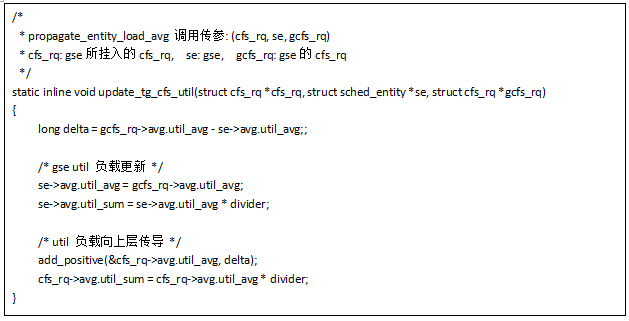 /*
 * propagate_entity_load_avg 调用传参: (cfs_rq, se, gcfs_rq)
 * cfs_rq: gse 所挂入的 cfs_rq, se: gse, gcfs_rq: gse 的 cfs_rq
 */
static inline void update_tg_cfs_util(struct cfs_rq *cfs_rq, struct sched_entity *se, struct cfs_rq *gcfs_rq)
{
long delta = gcfs_rq->avg.util_avg - se->avg.util_avg;;
/* gse util 负载更新 */
se->avg.util_avg = gcfs_rq->avg.util_avg;
se->avg.util_sum = se->avg.util_avg * divider;
/* util 负载向上层传导 */
add_positive(&cfs_rq->avg.util_avg, delta);
cfs_rq->avg.util_sum = cfs_rq->avg.util_avg * divider;
}